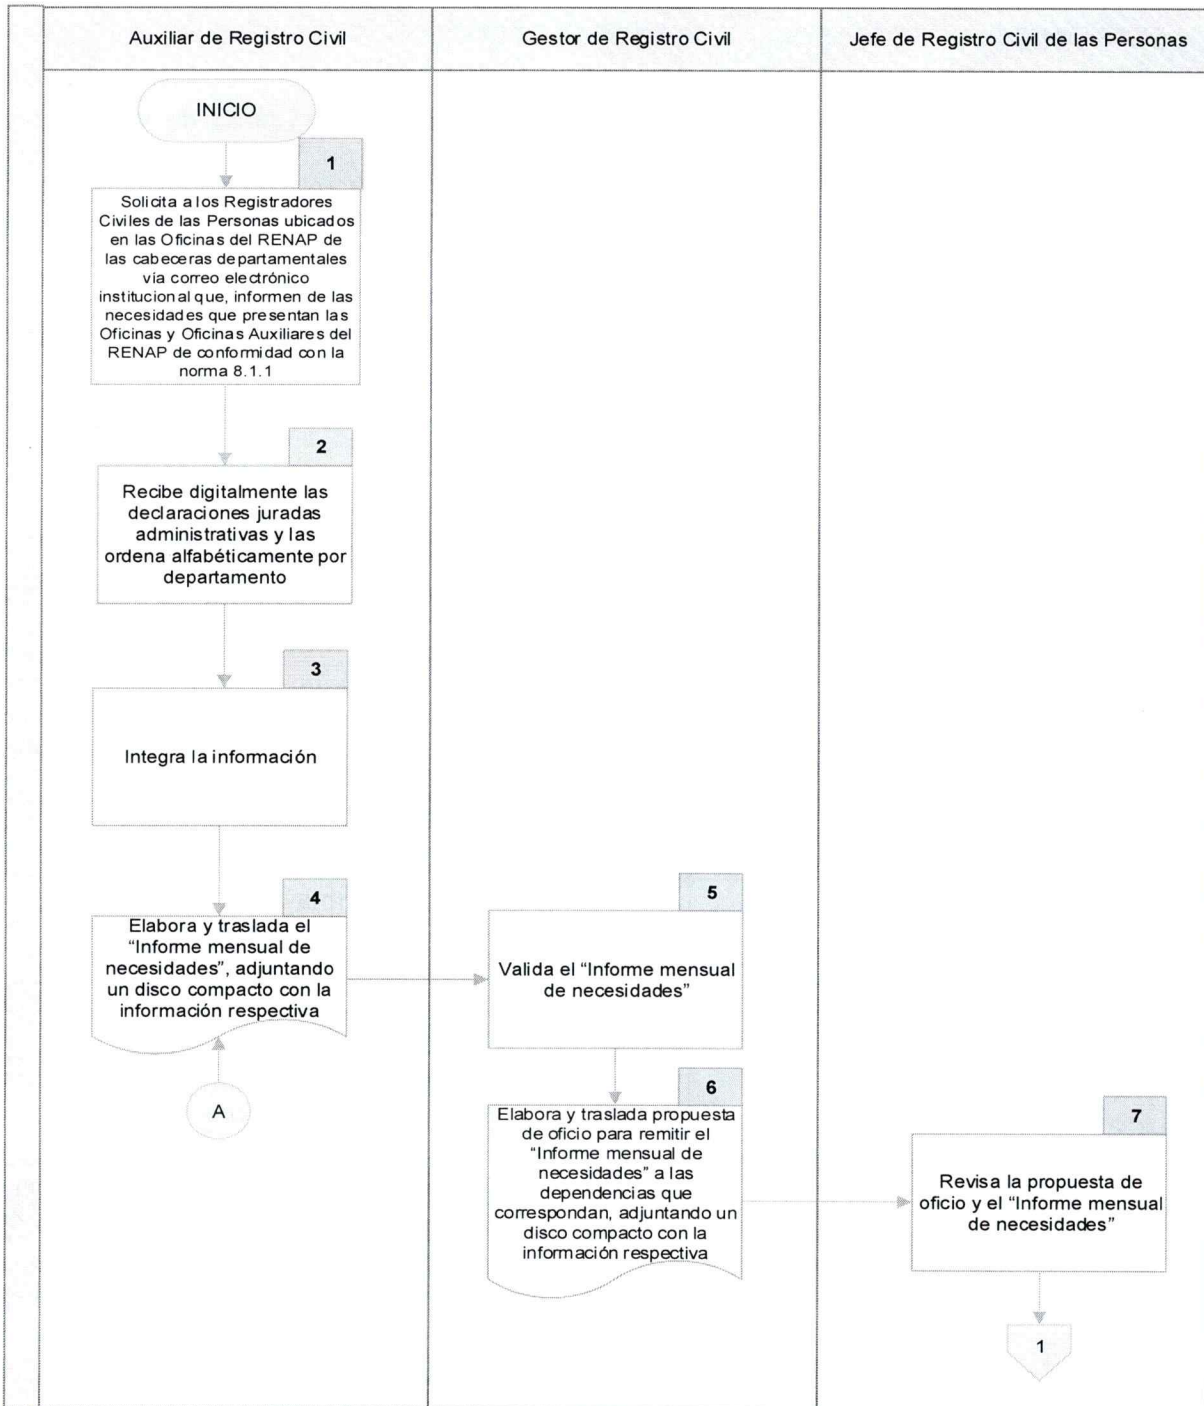 Auxiliar de Registro Civil
Gestor de Registro Civil
Jefe de Registro Civil de las Personas
INICIO
1
Solicita a los Registradores
Civiles de las Personas ubicados
en las Oficinas del RENAP de
las cabeceras departamentales
vía correo electrónico
institucional que, informen de las
necesidades que presentan las
Oficinas y Oficinas Auxiliares del
RENAP de conformidad con la
norma 8.1.1
2
Recibe digitalmente las
declaraciones juradas
administrativas y las
ordena alfabéticamente por
departamento
3
Integra la información
4
Elabora y traslada el
“Informe mensual de
necesidades”, adjuntando
un disco compacto con la
información respectiva
A
5
Valida el “Informe mensual
de necesidades”
6
Elabora y traslada propuesta
de oficio para remitir el
“Informe mensual de
necesidades” a las
dependencias que
correspondan, adjuntando un
disco compacto con la
información respectiva
7
Revisa la propuesta de
oficio y el “Informe mensual
de necesidades”
1